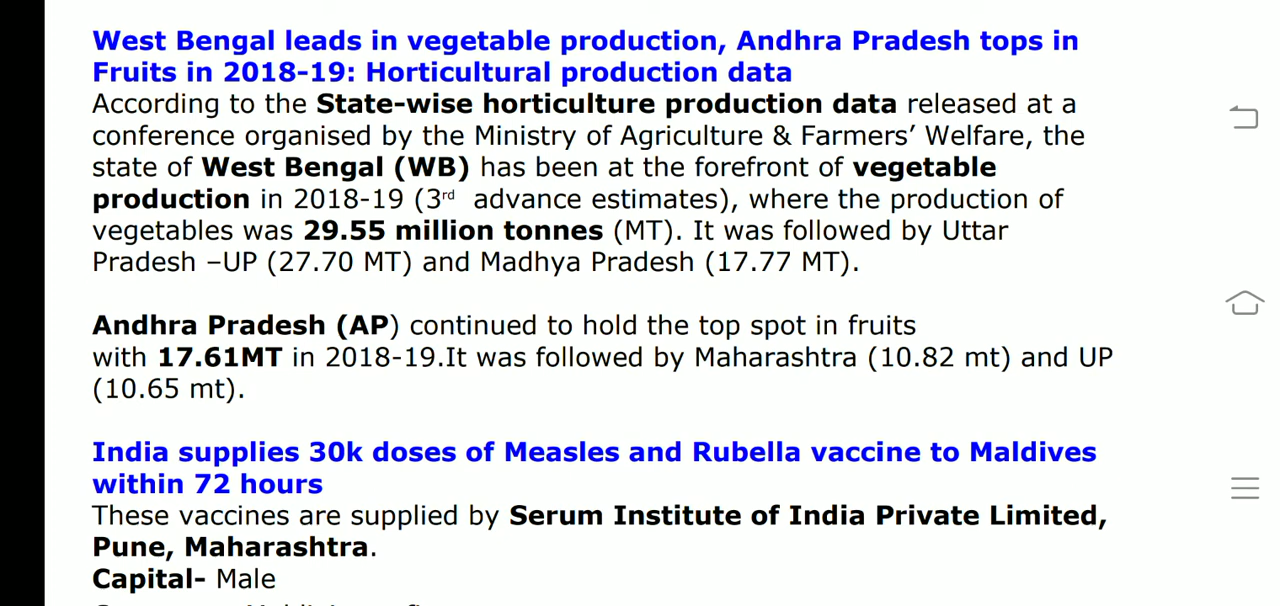 West Bengal leads in vegetable production, Andhra Pradesh tops in
Fruits in 2018-19: Horticultural production data
According to the State-wise horticulture production data released at a
conference organised by the Ministry of Agriculture & Farmers’ Welfare, the
state of West Bengal (WB) has been at the forefront of vegetable
production in 2018-19 (3rd advance estimates), where the production of
vegetables was 29.55 million tonnes (MT). It was followed by Uttar
Pradesh –UP (27.70 MT) and Madhya Pradesh (17.77 MT).
Andhra Pradesh (AP) continued to hold the top spot in fruits
with 17.61MT in 2018-19.It was followed by Maharashtra (10.82 mt) and UP
(10.65 mt).
India supplies 30k doses of Measles and Rubella vaccine to Maldives
within 72 hours
These vaccines are supplied by Serum Institute of India Private Limited,
Pune, Maharashtra.
Capital- Male